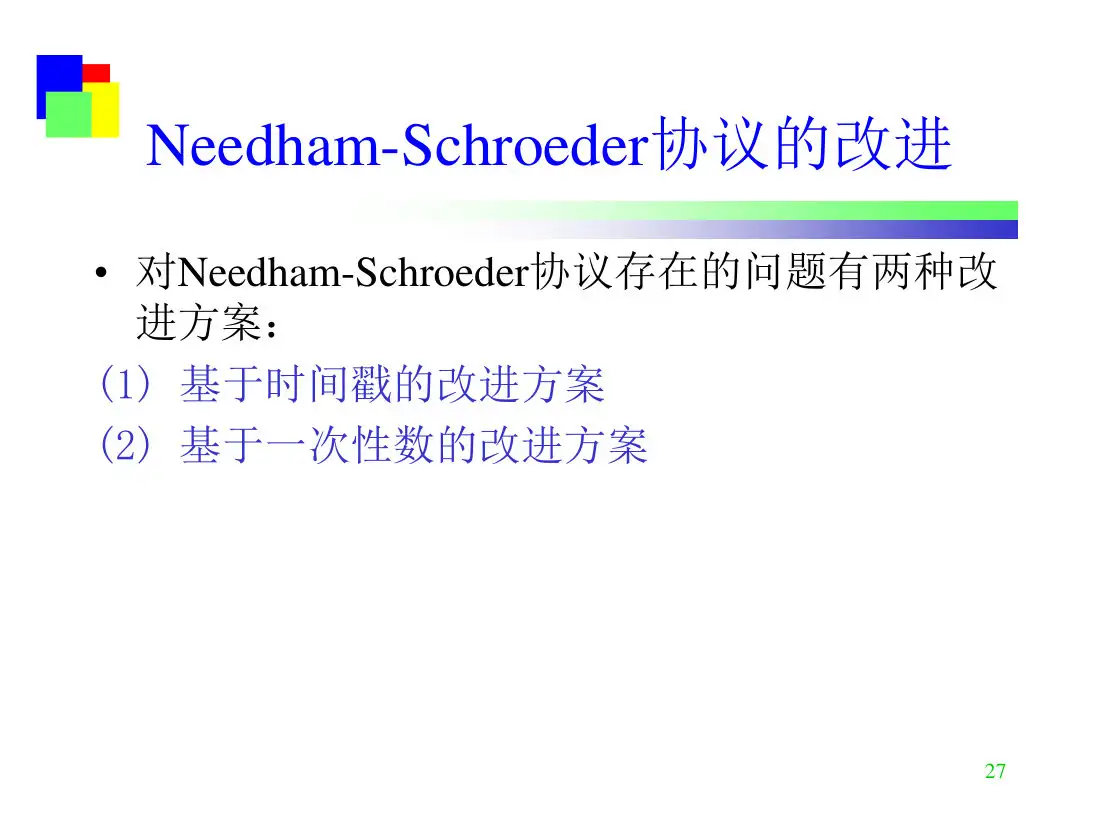 Needham-Schroeder协议的改进
• 对Needham-Schroeder协议存在的问题有两种改
进方案：
(1) 基于时间戳的改进方案
(2) 基于一次性数的改进方案
27